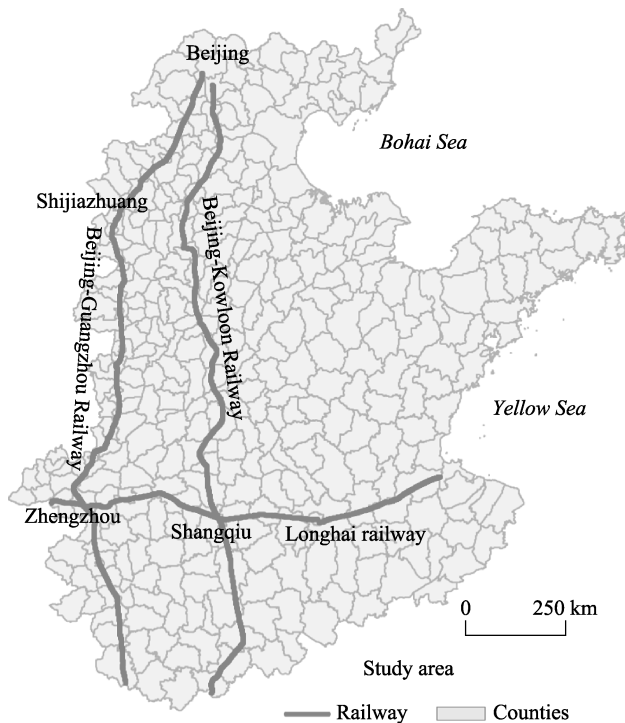 Beijing
Bohai Sea
Shijiazhuang
Beijing-Guangzhou Railway
Beijing-Kowloon Railway
Yellow Sea
Zhengzhou
Shangqiu
Longhai railway
0 250 km
Study area
Railway Counties